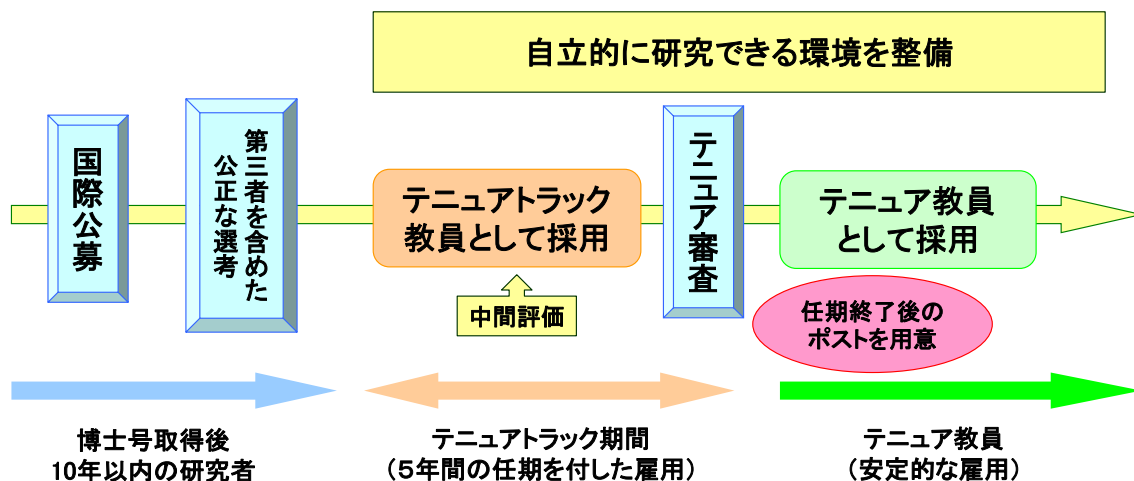 自立的に研究できる環境を整備
国際公募
第三者を含めた
公正な選考
テニュアトラック
教員として採用
中間評価
テニュア審査
テニュア教員
として採用
任期終了後の
ポストを用意
博士号取得後
10年以内の研究者
テニュアトラック期間
（５年間の任期を付した雇用）
テニュア教員
（安定的な雇用）